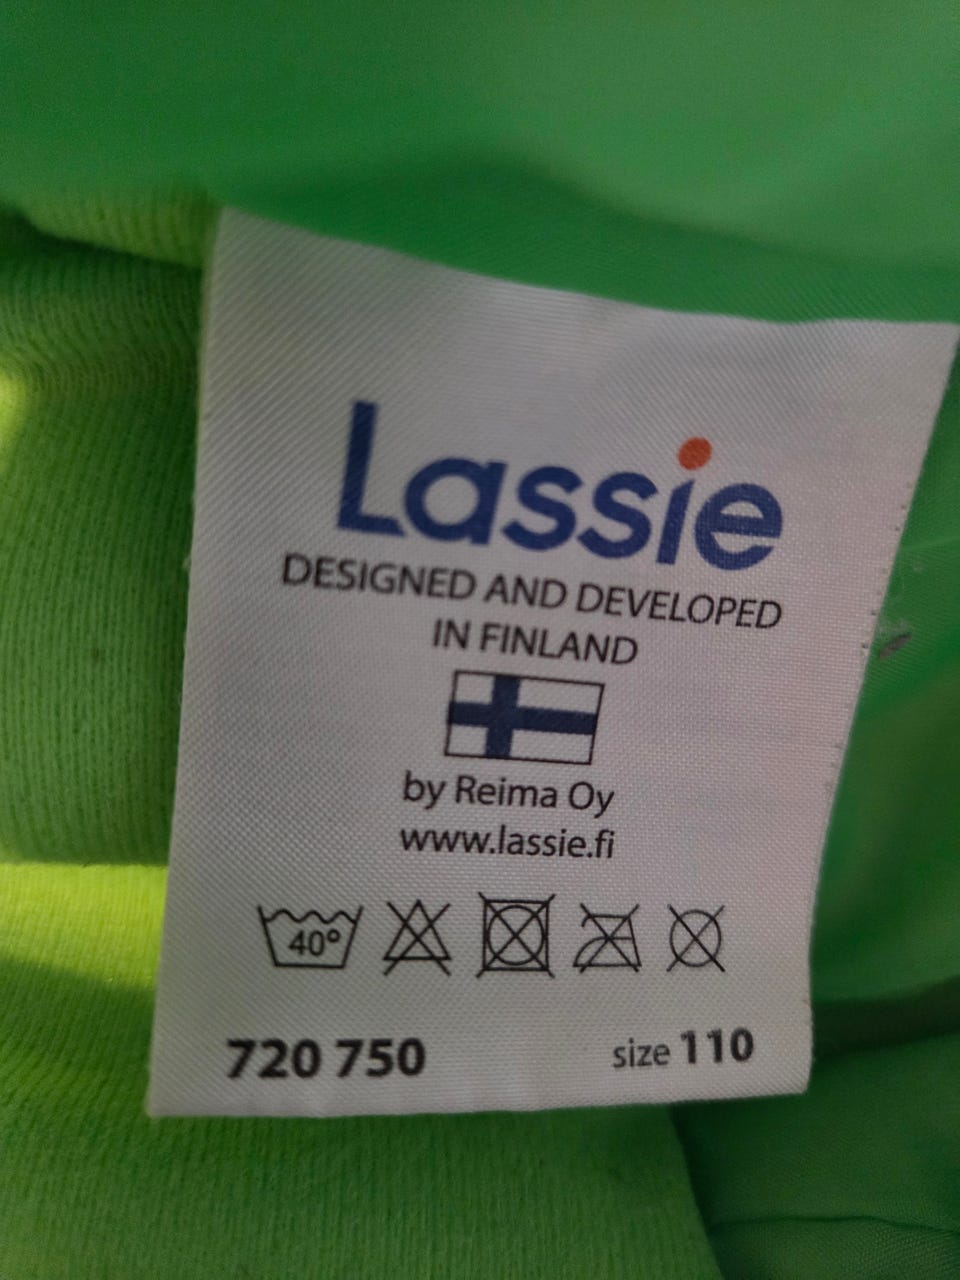 Lassie
DESIGNED AND DEVELOPED
IN FINLAND
by Reima Oy
www.lassie.fi
40°
720 750
size 110